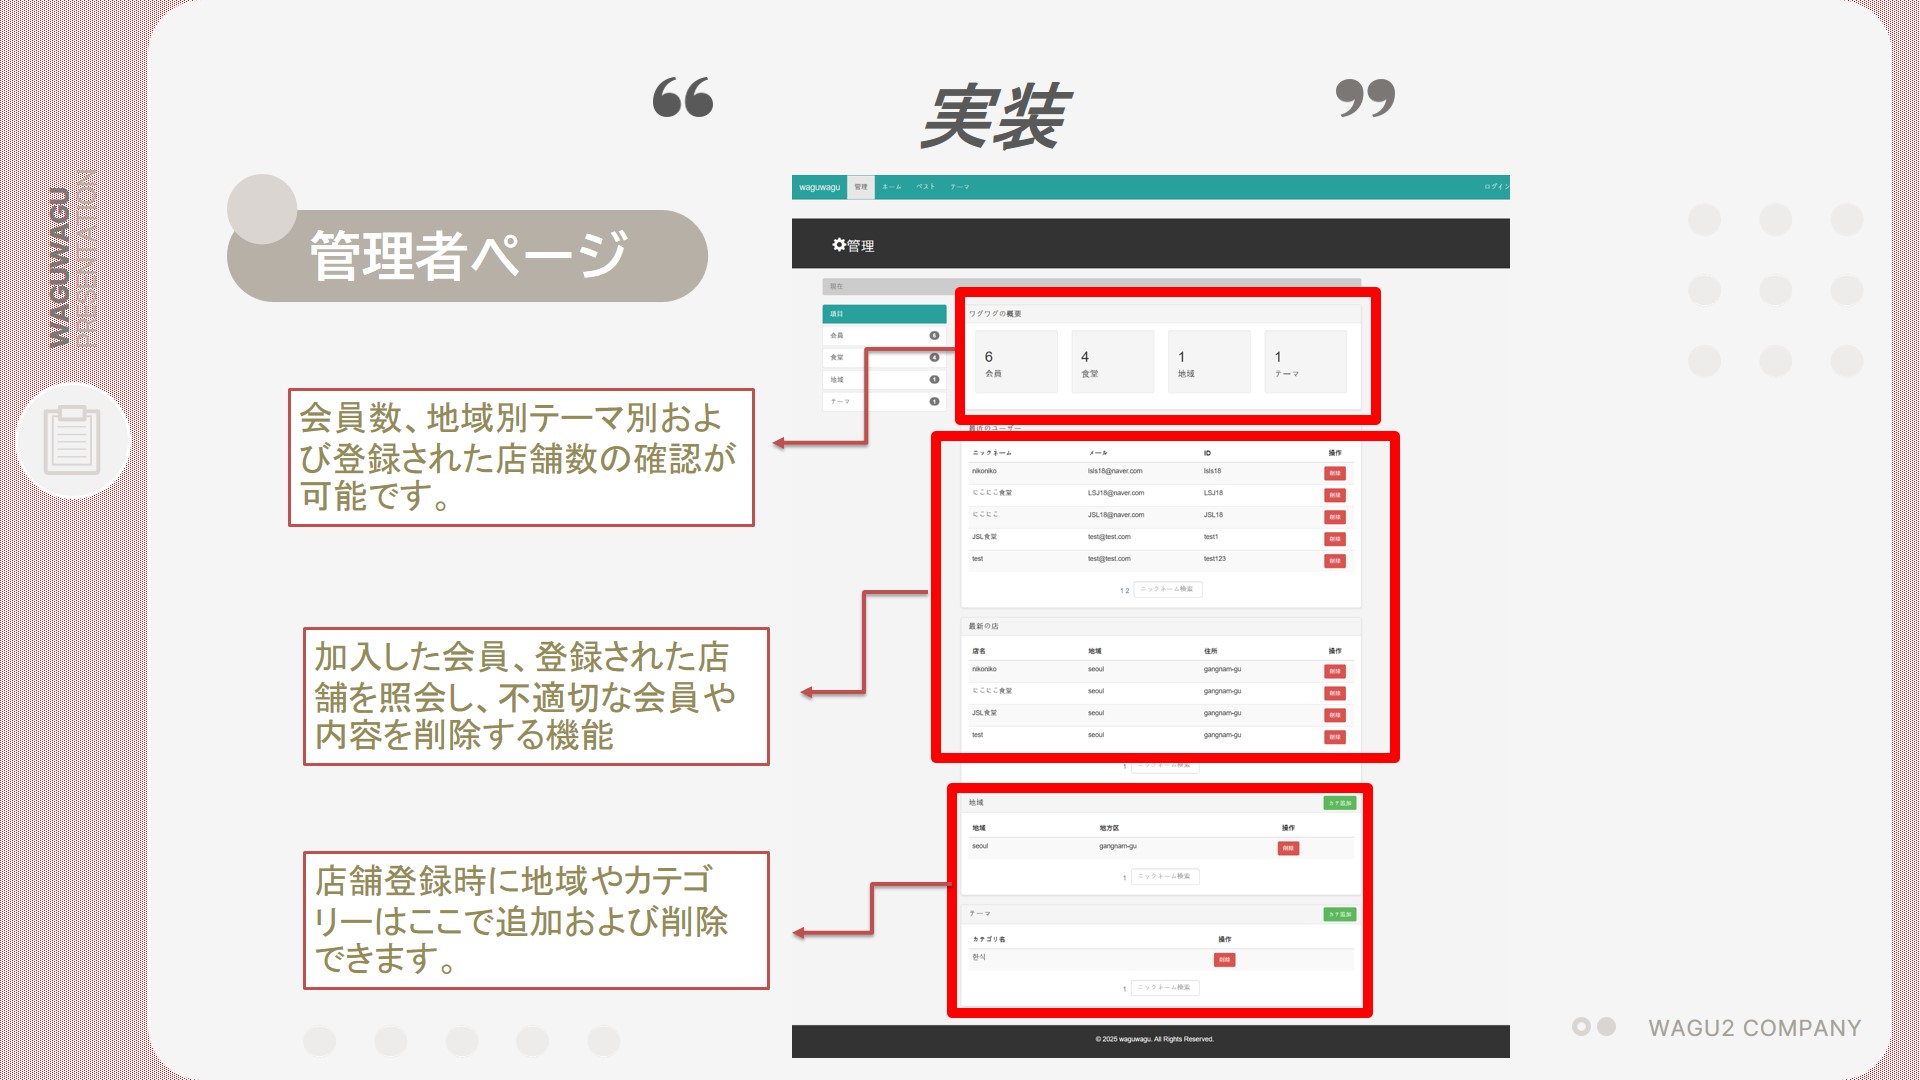 “ 実装 ”
WAGUWAGU
PRESENTATION
管理者ページ
会員数、地域別テーマ別およ
び登録された店舗数の確認が
可能です。
加入した会員、登録された店
舗を照会し、不適切な会員や
内容を削除する機能
店舗登録時に地域やカテゴ
リーはここで追加および削除
できます。
waguwagu 管理 ホーム ベスト テーマ ログイン
管理
現在
項目
会員 6
食堂 4
地域 1
テーマ 1
ワグワグの概要
6 4 1 1
会員 食堂 地域 テーマ
最近のユーザー
ニックネーム メール ID 操作
nikoniko lsls18@naver.com lsls18 削除
にこにこ食堂 LSJ18@naver.com LSJ18 削除
にこにこ JSL18@naver.com JSL18 削除
JSL食堂 test@test.com test1 削除
test test@test.com test123 削除
1 2 ニックネーム検索
最新の店
店名 地域 住所 操作
nikoniko seoul gangnam-gu 削除
にこにこ食堂 seoul gangnam-gu 削除
JSL食堂 seoul gangnam-gu 削除
test seoul gangnam-gu 削除
1 ニックネーム検索
地域 カテ追加
地域 地方区 操作
seoul gangnam-gu 削除
1 ニックネーム検索
テーマ カテ追加
カテゴリ名 操作
한식 削除
1 ニックネーム検索
© 2025 waguwagu. All Rights Reserved.
WAGU2 COMPANY